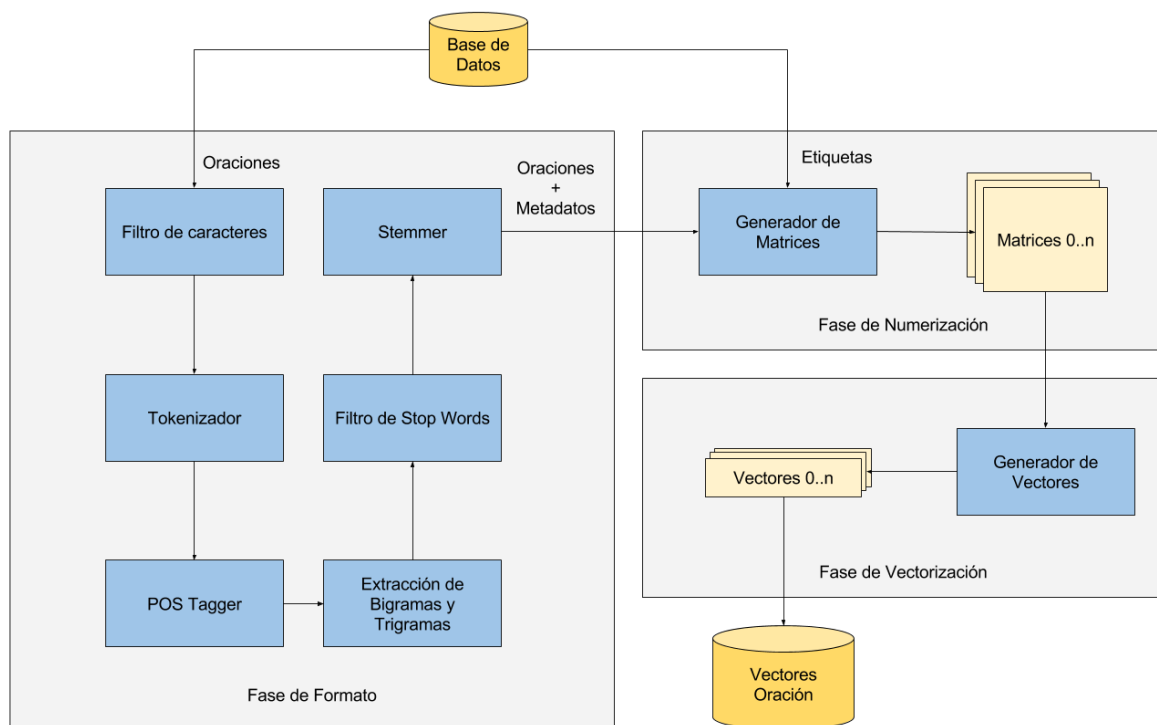 Base de
Datos
Oraciones
Filtro de caracteres
Tokenizador
POS Tagger
Extracción de
Bigramas y
Trigramas
Filtro de Stop Words
Stemmer
Oraciones
+
Metadatos
Fase de Formato
Etiquetas
Generador de
Matrices
Matrices 0..n
Fase de Numerización
Generador de
Vectores
Vectores 0..n
Fase de Vectorización
Vectores
Oración